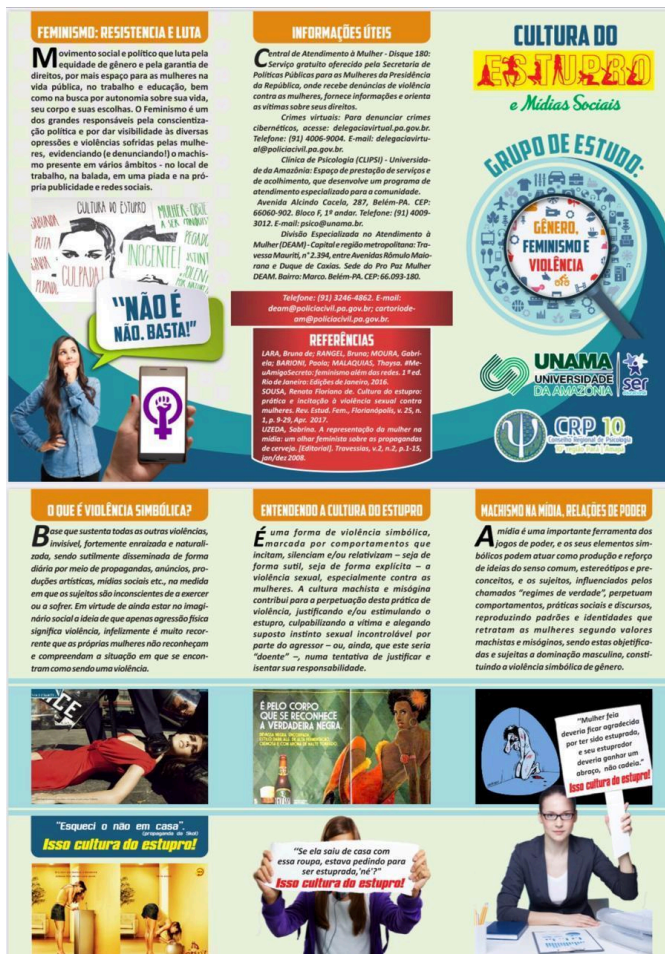 FEMINISMO: RESISTENCIA E LUTA
Movimento social e político que luta pela
equidade de gênero e pela garantia de
direitos, por mais espaço para as mulheres na
vida pública, no trabalho e educação, bem
como na busca por autonomia sobre sua vida,
seu corpo e suas escolhas. O Feminismo é um
dos grandes responsáveis pela conscientiza-
ção política e por dar visibilidade às diversas
opressões e violências sofridas pelas mulhe-
res, evidenciando (e denunciando!) o machis-
mo presente em vários âmbitos - no local de
trabalho, na balada, em uma piada e na pró-
pria publicidade e redes sociais.
CULTURA DO ESTUPRO
PUTA
CULPADA!
INOCENTE!
MULHER-OBJETO
PECADO
"NÃO É
NÃO. BASTA!"
INFORMAÇÕES ÚTEIS
Central de Atendimento à Mulher - Disque 180:
Serviço gratuito oferecido pela Secretaria de
Políticas Públicas para as Mulheres da Presidência
da República, onde recebe denúncias de violência
contra as mulheres, fornece informações e orienta
as vítimas sobre seus direitos.
Crimes virtuais: Para denunciar crimes
cibernéticos, acesse: delegaciavirtual.pa.gov.br.
Telefone: (91) 4006-9004. E-mail: delegaciavirtu-
al@policiacivil.pa.gov.br.
Clínica de Psicologia (CLIPSI) - Universida-
de da Amazônia: Espaço de prestação de serviços e
de acolhimento, que desenvolve um programa de
atendimento especializado para a comunidade.
Avenida Alcindo Cacela, 287, Belém-PA. CEP:
66060-902. Bloco F, 1º andar. Telefone: (91) 4009-
3012. E-mail: psico@unama.br.
Divisão Especializada no Atendimento à
Mulher (DEAM) - Capital e região metropolitana: Tra-
vessa Mauriti, n° 2.394, entre Avenidas Rômulo Maio-
rana e Duque de Caxias. Sede do Pro Paz Mulher
DEAM. Bairro: Marco. Belém-PA. CEP: 66.093-180.
Telefone: (91) 3246-4862. E-mail:
deam@policiacivil.pa.gov.br; cartoriode-
am@policiacivil.pa.gov.br.
REFERÊNCIAS
LARA, Bruna de; RANGEL, Bruna; MOURA, Gabri-
ela; BARIONI, Paola; MALAQUIAS, Thaysa. #Me-
uAmigoSecreto: feminismo além das redes. 1ª ed.
Rio de Janeiro: Edições de Janeiro, 2016.
SOUSA, Renata Floriano de. Cultura do estupro:
prática e incitação à violência sexual contra
mulheres. Rev. Estud. Fem., Florianópolis, v. 25, n.
1, p. 9-29, Apr. 2017.
UZEDA, Sabrina. A representação da mulher na
mídia: um olhar feminista sobre as propagandas
de cerveja. [Editorial]. Travessias, v.2, n.2, p.1-15,
jan/dez 2008.
CULTURA DO
ESTUPRO
e Mídias Sociais
GRUPO DE ESTUDO:
GÊNERO,
FEMINISMO E
VIOLÊNCIA
UNAMA
UNIVERSIDADE
DA AMAZÔNIA
ser
educacional
CRP 10
Conselho Regional de Psicologia
10ª região Pará | Amapá
O QUE É VIOLÊNCIA SIMBÓLICA?
Base que sustenta todas as outras violências,
invisível, fortemente enraizada e naturali-
zada, sendo sutilmente disseminada de forma
diária por meio de propagandas, anúncios, pro-
duções artísticas, mídias sociais etc., na medida
em que os sujeitos são inconscientes de a exercer
ou a sofrer. Em virtude de ainda estar no imagi-
nário social a ideia de que apenas agressão física
significa violência, infelizmente é muito recor-
rente que as próprias mulheres não reconheçam
e compreendam a situação em que se encon-
tram como sendo uma violência.
"Esqueci o não em casa".
(propaganda da Skol)
Isso cultura do estupro!
ENTENDENDO A CULTURA DO ESTUPRO
É uma forma de violência simbólica,
marcada por comportamentos que
incitam, silenciam e/ou relativizam – seja de
forma sutil, seja de forma explícita – a
violência sexual, especialmente contra as
mulheres. A cultura machista e misógina
contribui para a perpetuação desta prática de
violência, justificando e/ou estimulando o
estupro, culpabilizando a vítima e alegando
suposto instinto sexual incontrolável por
parte do agressor – ou, ainda, que este seria
"doente" –, numa tentativa de justificar e
isentar sua responsabilidade.
É PELO CORPO
QUE SE RECONHECE
A VERDADEIRA NEGRA.
"Se ela saiu de casa com
essa roupa, estava pedindo para
ser estuprada,'né'?"
Isso cultura do estupro!
MACHISMO NA MÍDIA, RELAÇÕES DE PODER
A mídia é uma importante ferramenta dos
jogos de poder, e os seus elementos sim-
bólicos podem atuar como produção e reforço
de ideias do senso comum, estereótipos e pre-
conceitos, e os sujeitos, influenciados pelos
chamados "regimes de verdade", perpetuam
comportamentos, práticas sociais e discursos,
reproduzindo padrões e identidades que
retratam as mulheres segundo valores
machistas e misóginos, sendo estas objetifica-
das e sujeitas a dominação masculina, consti-
tuindo a violência simbólica de gênero.
"Mulher feia
deveria ficar agradecida
por ter sido estuprada,
e seu estuprador
deveria ganhar um
abraço, não cadeia."
Isso cultura do estupro!